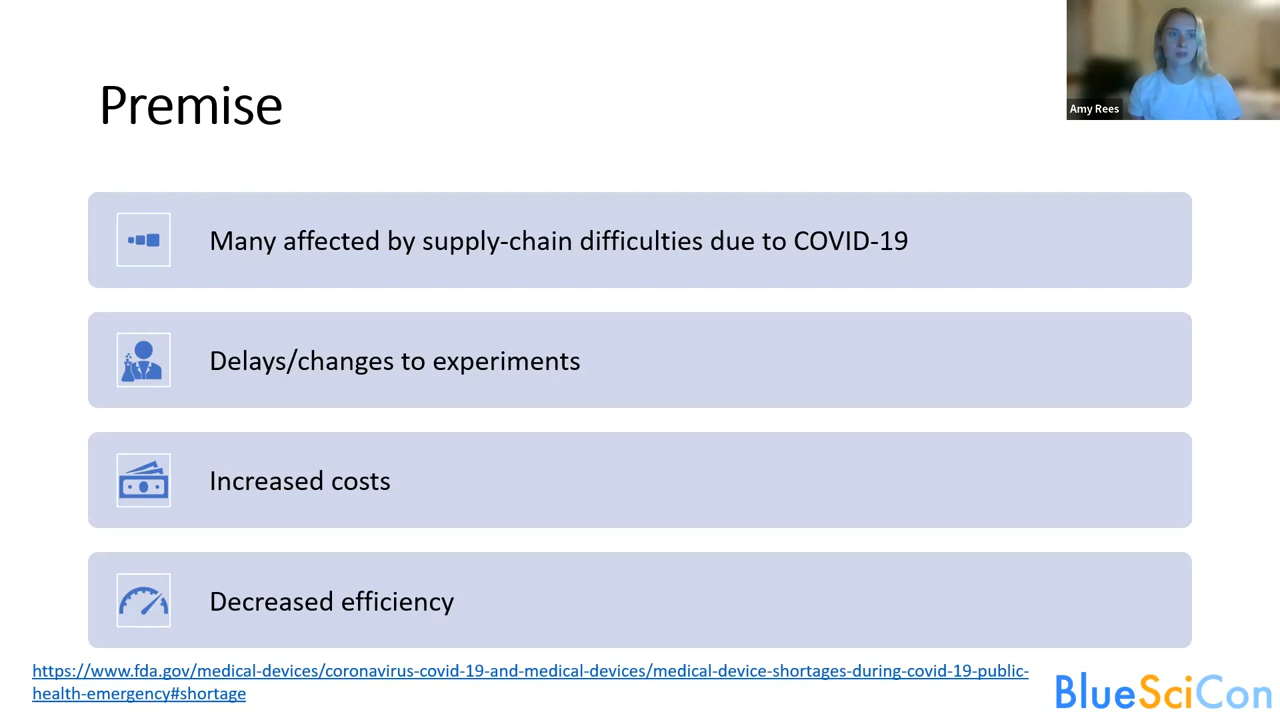 Premise
Amy Rees
Many affected by supply-chain difficulties due to COVID-19
Delays/changes to experiments
Increased costs
Decreased efficiency
https://www.fda.gov/medical-devices/coronavirus-covid-19-and-medical-devices/medical-device-shortages-during-covid-19-public-
health-emergency#shortage
BlueSciCon